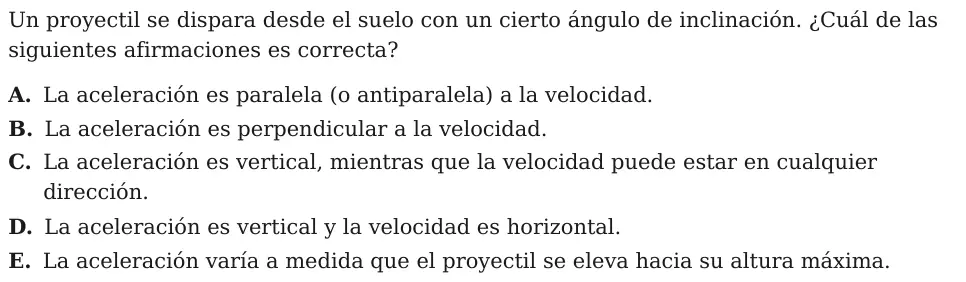 Un proyectil se dispara desde el suelo con un cierto ángulo de inclinación. ¿Cuál de las
siguientes afirmaciones es correcta?
A. La aceleración es paralela (o antiparalela) a la velocidad.
B. La aceleración es perpendicular a la velocidad.
C. La aceleración es vertical, mientras que la velocidad puede estar en cualquier
dirección.
D. La aceleración es vertical y la velocidad es horizontal.
E. La aceleración varía a medida que el proyectil se eleva hacia su altura máxima.